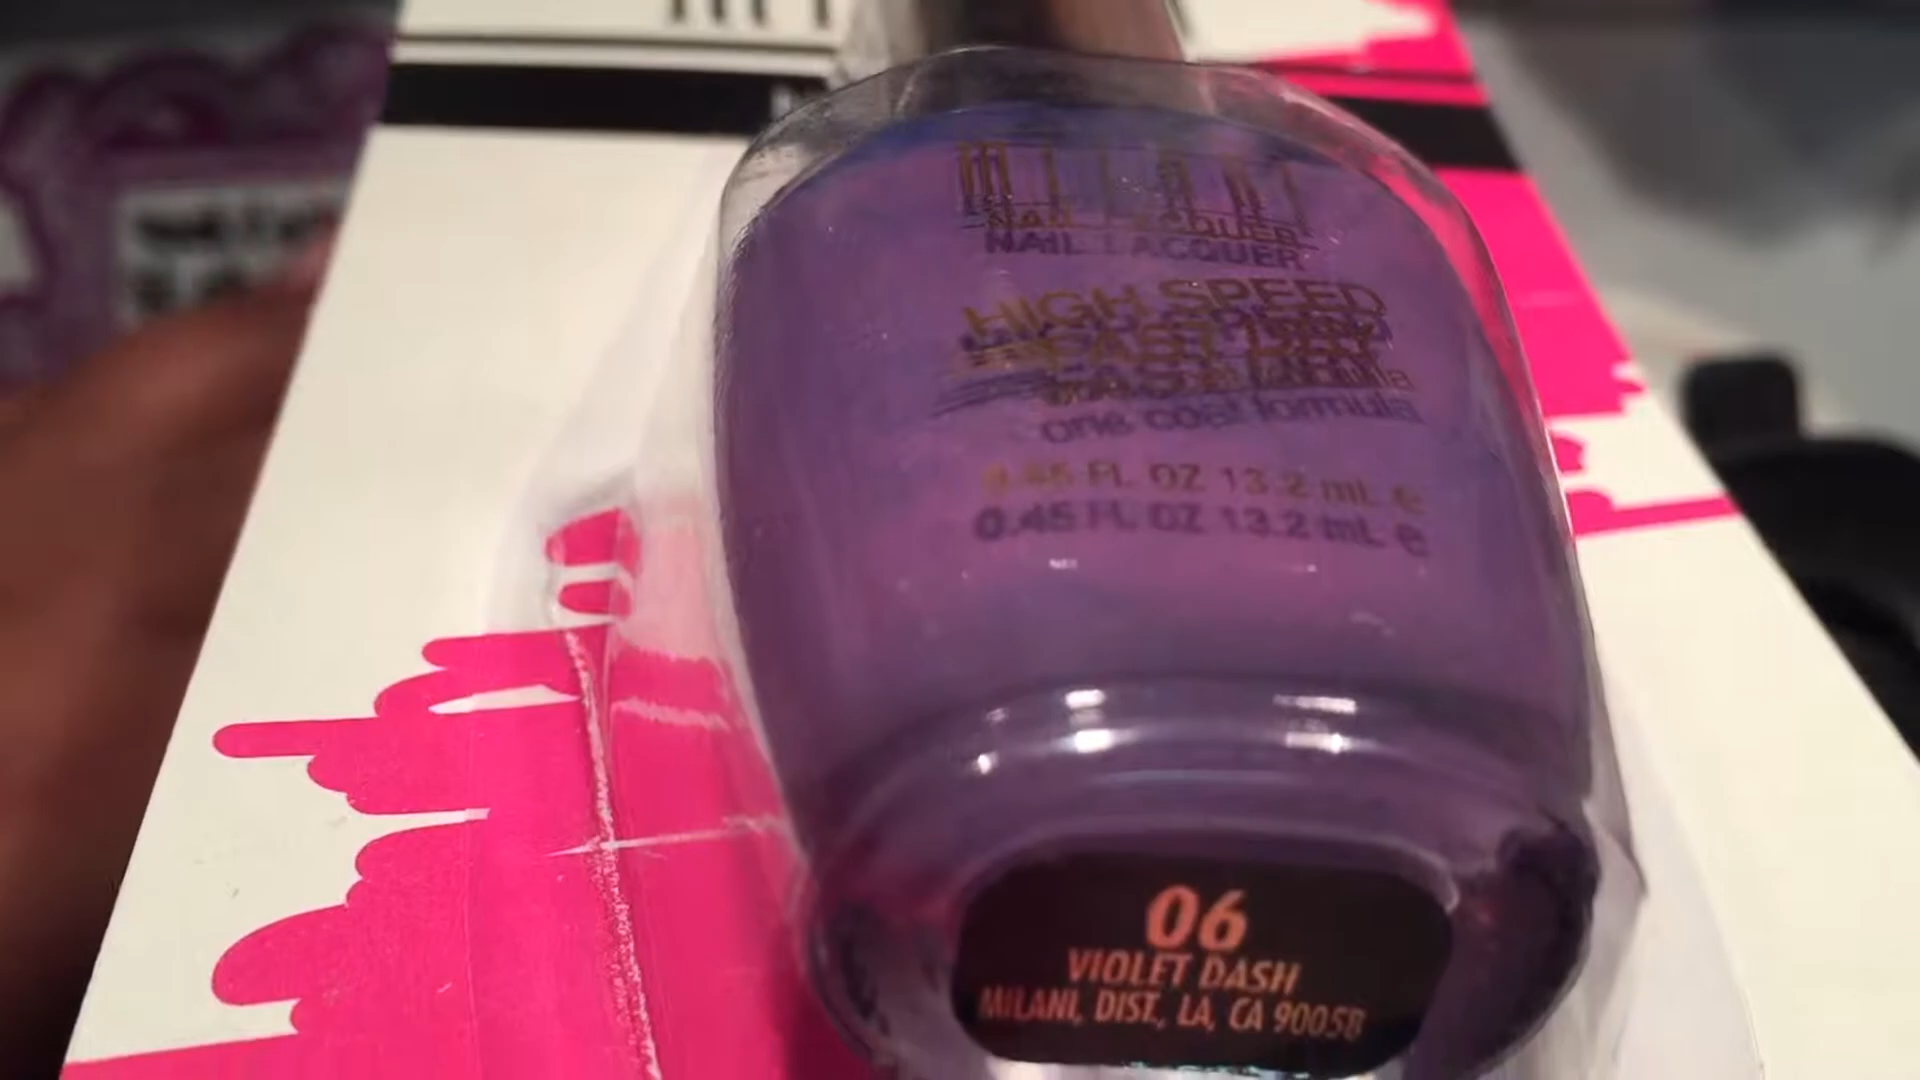 MILANI
NAIL LACQUER
HIGH SPEED
FAST DRY
one coat formula
0.45 FL OZ 13.2 mL e
06
VIOLET DASH
MILANI, DIST., LA, CA 90058